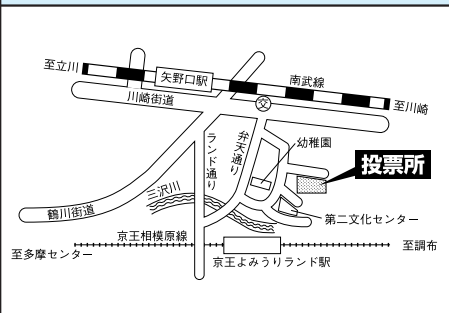 至立川
矢野口駅
南武線
川崎街道
交
至川崎
弁天通り
ランド通り
幼稚園
投票所
三沢川
鶴川街道
第二文化センター
京王相模原線
至多摩センター
至調布
京王よみうりランド駅